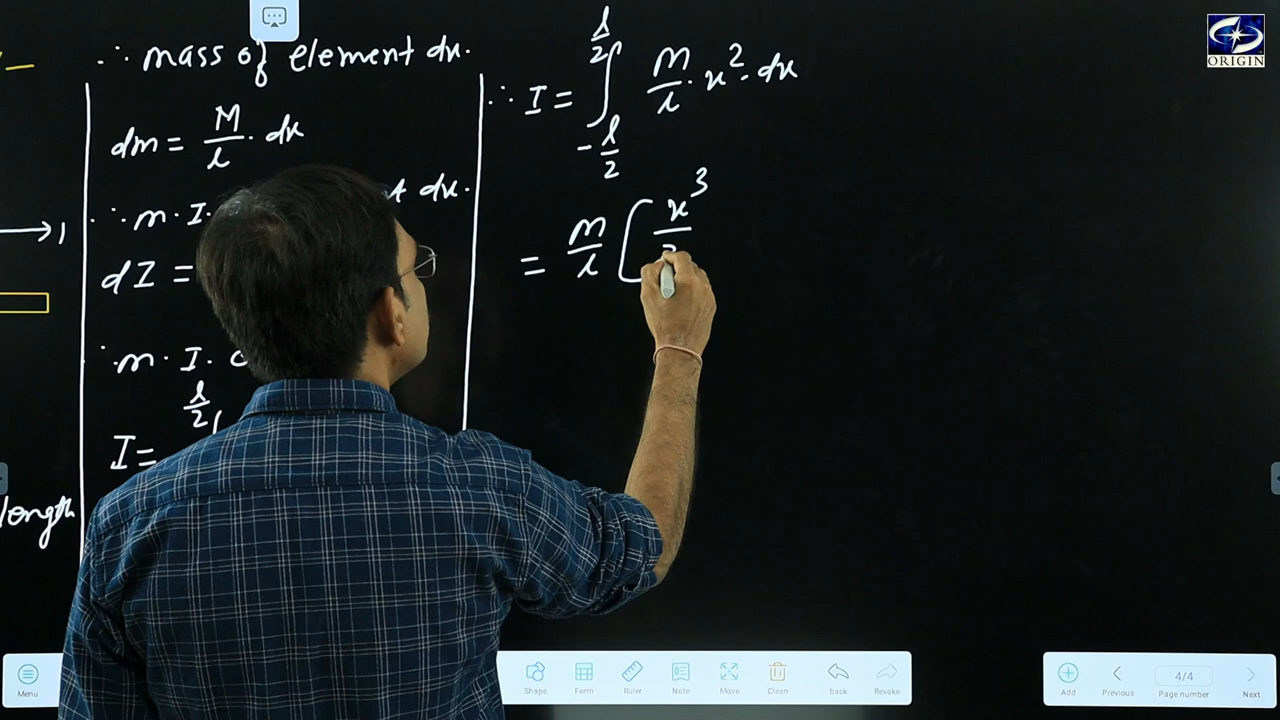 ∴ mass of element dx.
dm = M/l · dx
∴ m · I · dx.
dI =
∴ m · I ·
l/2
I =
length
∴ I = ∫ l/2 -l/2 m/l · x² · dx
= m/l [ x³
ORIGIN
Menu
Shape Form Ruler Note Move Clean back Revoke
Add Previous 4/4 Page number Next